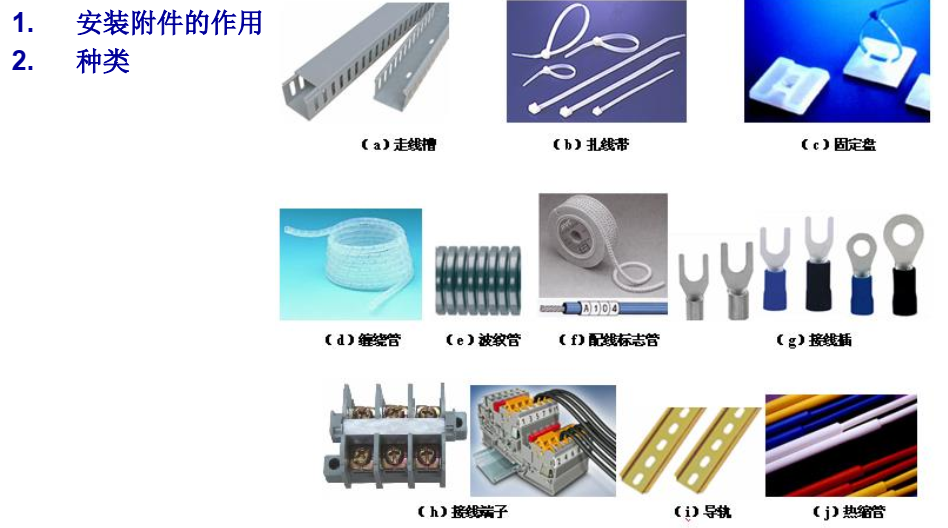 1. 安装附件的作用
2. 种类
(a)走线槽
(b)扎线带
(c)固定盘
(d)缠绕管
(e)波纹管
(f)配线标志管
(g)接线插
(h)接线端子
(i)导轨
(j)热缩管
A104